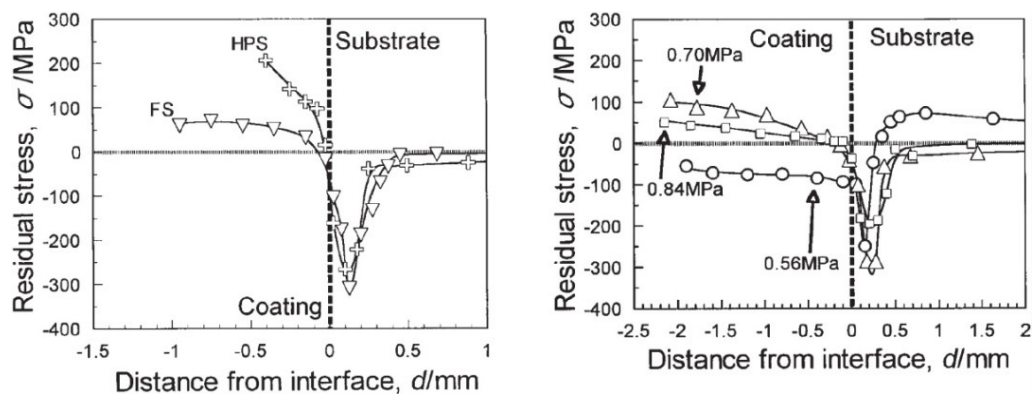 300
200
100
0
-100
-200
-300
-400
Residual stress, σ /MPa
HPS
FS
Substrate
Coating
-1.5
-1
-0.5
0
0.5
1
Distance from interface, d/mm
300
200
100
0
-100
-200
-300
-400
Residual stress, σ /MPa
Coating
Substrate
0.70MPa
0.84MPa
0.56MPa
-2.5
-2
-1.5
-1
-0.5
0
0.5
1
1.5
2
Distance from interface, d/mm